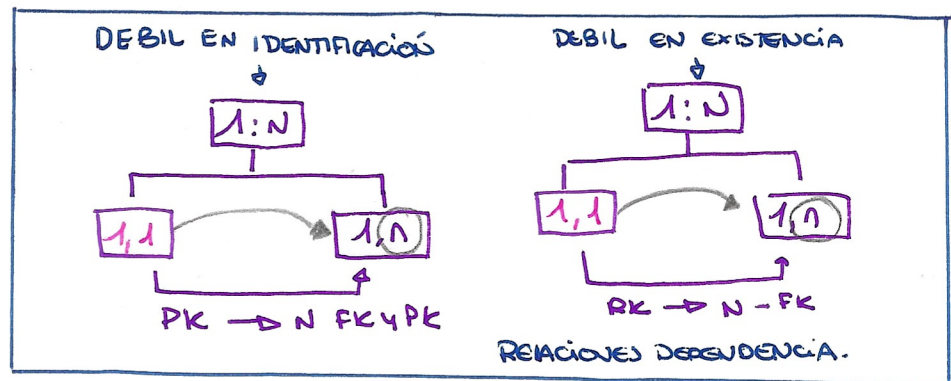 DEBIL EN IDENTIFICACIÓN
1:N
1,1
1,n
PK → N FK y PK
DEBIL EN EXISTENCIA
1:N
1,1
1,n
PK → N - FK
RELACIONES DEPENDENCIA.